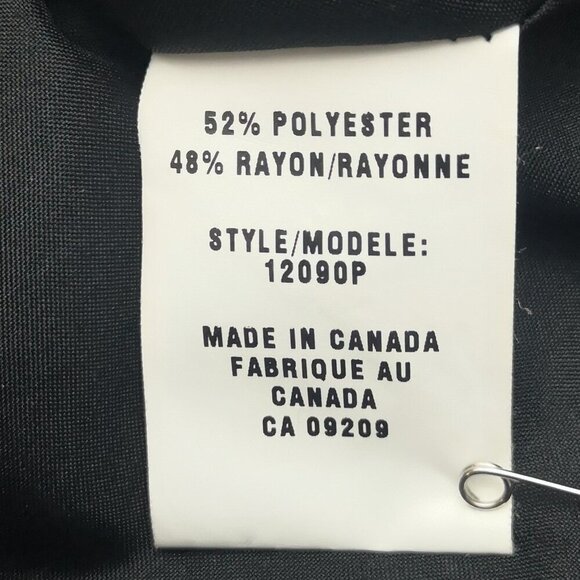 52% POLYESTER
48% RAYON/RAYONNE
STYLE/MODELE:
12090P
MADE IN CANADA
FABRIQUE AU
CANADA
CA 09209